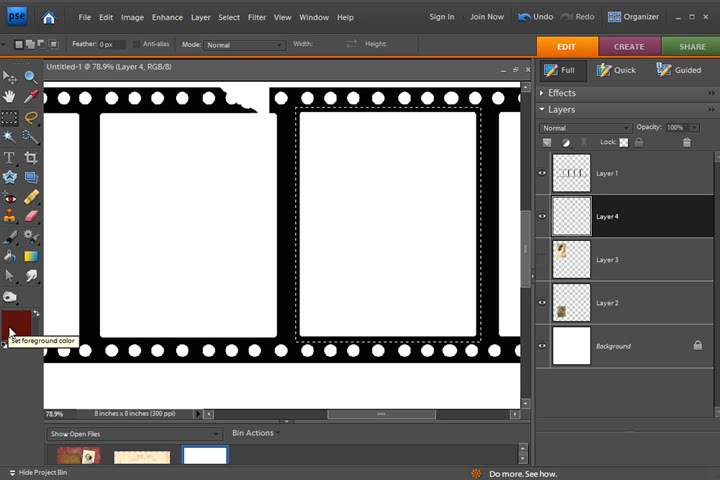 pse File Edit Image Enhance Layer Select Filter View Window Help Sign In Join Now Undo Redo Organizer
Feather: 0 px Anti-alias Mode: Normal Width: Height: EDIT CREATE SHARE
Untitled-1 @ 78.9% (Layer 4, RGB/8)
Full Quick Guided
Effects
Layers
Normal Opacity: 100%
Lock:
Layer 1
Layer 4
Layer 3
Layer 2
Background
Set foreground color
78.9% 8 inches x 8 inches (300 ppi)
Show Open Files Bin Actions
Hide Project Bin Do more. See how.